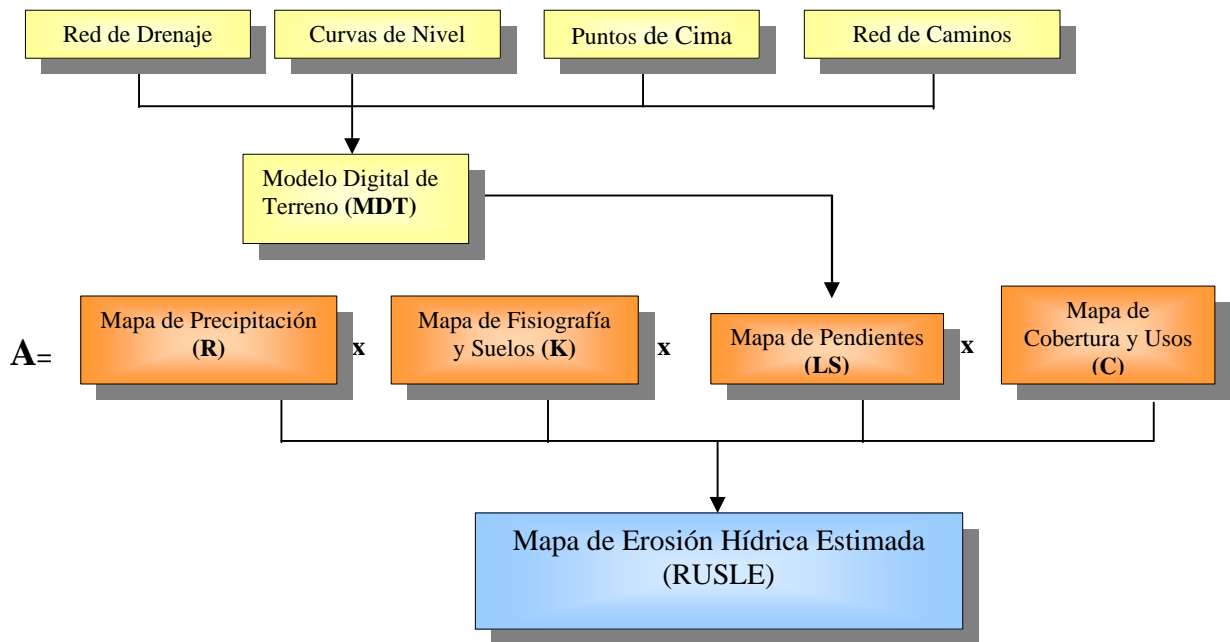 Red de Drenaje
Curvas de Nivel
Puntos de Cima
Red de Caminos
Modelo Digital de
Terreno (MDT)
A=
Mapa de Precipitación
(R)
x
Mapa de Fisiografía
y Suelos (K)
x
Mapa de Pendientes
(LS)
x
Mapa de
Cobertura y Usos
(C)
Mapa de Erosión Hídrica Estimada
(RUSLE)